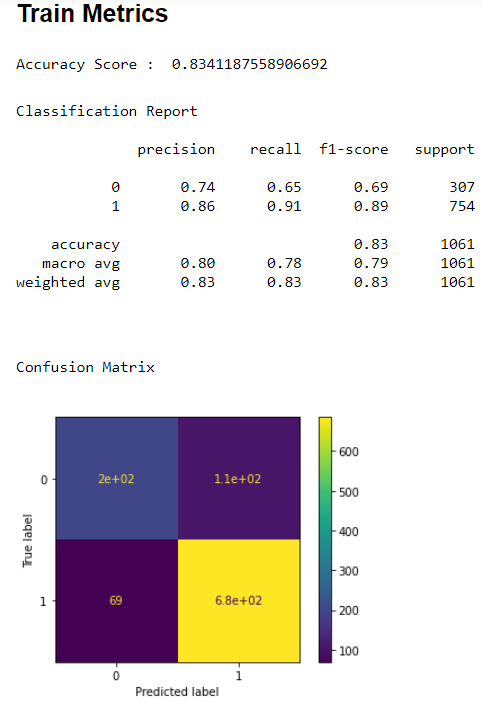 Train Metrics
Accuracy Score :  0.8341187558906692
Classification Report
precision    recall  f1-score   support
0       0.74      0.65      0.69       307
1       0.86      0.91      0.89       754
accuracy                           0.83      1061
macro avg       0.80      0.78      0.79      1061
weighted avg       0.83      0.83      0.83      1061
Confusion Matrix
0 2e+02 1.1e+02
1 69 6.8e+02
True label
0 1
Predicted label
600
500
400
300
200
100